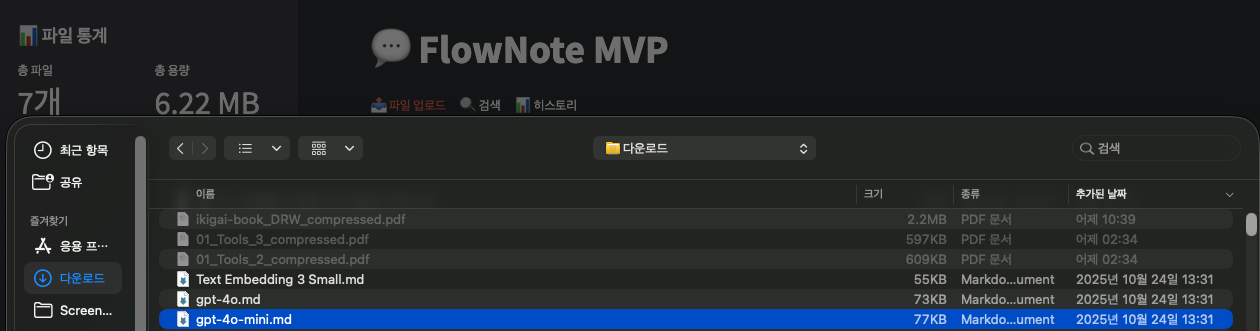 📊 파일 통계
총 파일
총 용량
7개
6.22 MB
💬 FlowNote MVP
📤 파일 업로드 🔍 검색 📊 히스토리
최근 항목
공유
즐겨찾기
응용 프…
다운로드
Screen...
다운로드
검색
이름 크기 종류 추가된 날짜
ikigai-book_DRW_compressed.pdf 2.2MB PDF 문서 어제 10:39
01_Tools_3_compressed.pdf 597KB PDF 문서 어제 02:34
01_Tools_2_compressed.pdf 609KB PDF 문서 어제 02:34
Text Embedding 3 Small.md 55KB Markdo...ument 2025년 10월 24일 13:31
gpt-4o.md 73KB Markdo...ument 2025년 10월 24일 13:31
gpt-4o-mini.md 77KB Markdo...ument 2025년 10월 24일 13:31